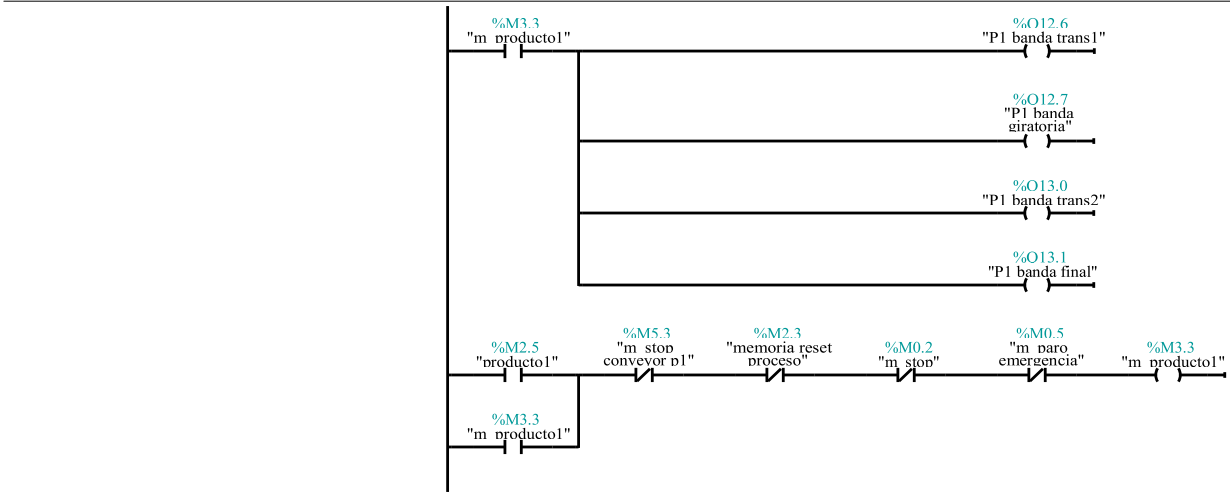 %M3.3
"m_producto1"
%Q12.6
"P1 banda trans1"
%Q12.7
"P1 banda
giratoria"
%Q13.0
"P1 banda trans2"
%Q13.1
"P1 banda final"
%M2.5
"producto1"
%M5.3
"m_stop
conveyor p1"
%M2.3
"memoria reset
proceso"
%M0.2
"m_stop"
%M0.5
"m_paro
emergencia"
%M3.3
"m_producto1"
%M3.3
"m_producto1"